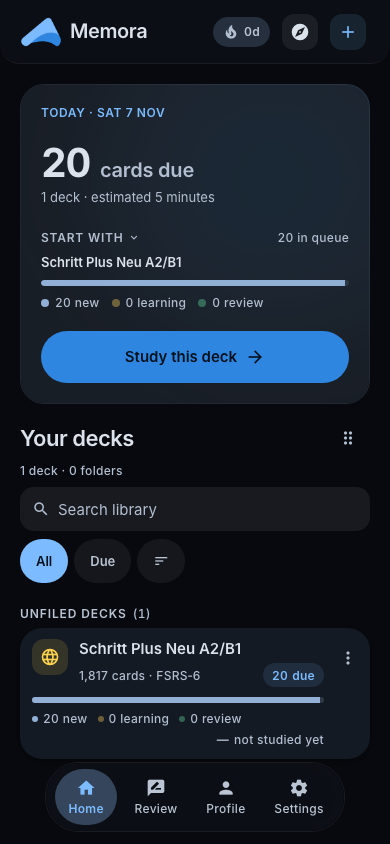 Memora
0d
TODAY · SAT 7 NOV
20 cards due
1 deck · estimated 5 minutes
START WITH
20 in queue
Schritt Plus Neu A2/B1
20 new 0 learning 0 review
Study this deck
Your decks
1 deck · 0 folders
Search library
All Due
UNFILED DECKS (1)
Schritt Plus Neu A2/B1
1,817 cards · FSRS-6
20 due
20 new 0 learning 0 review
— not studied yet
Home Review Profile Settings